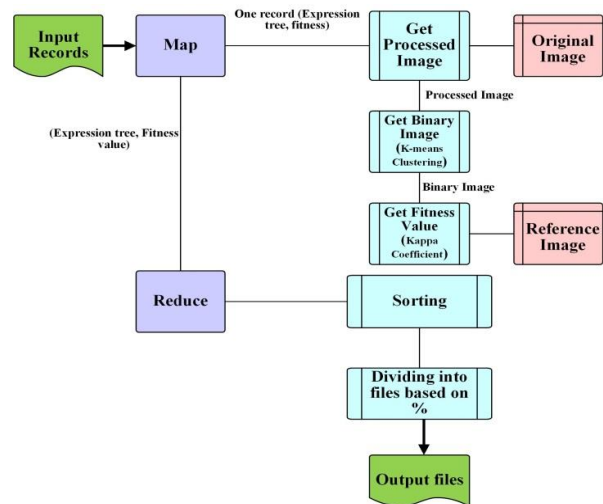 One record (Expression
tree, fitness)
Input
Records
Map
Get
Processed
Image
Original
Image
Processed Image
(Expression tree, Fitness
value)
Get Binary
Image
(K-means
Clustering)
Binary Image
Get Fitness
Value
(Kappa
Coefficient)
Reference
Image
Reduce
Sorting
Dividing into
files based on
%
Output files